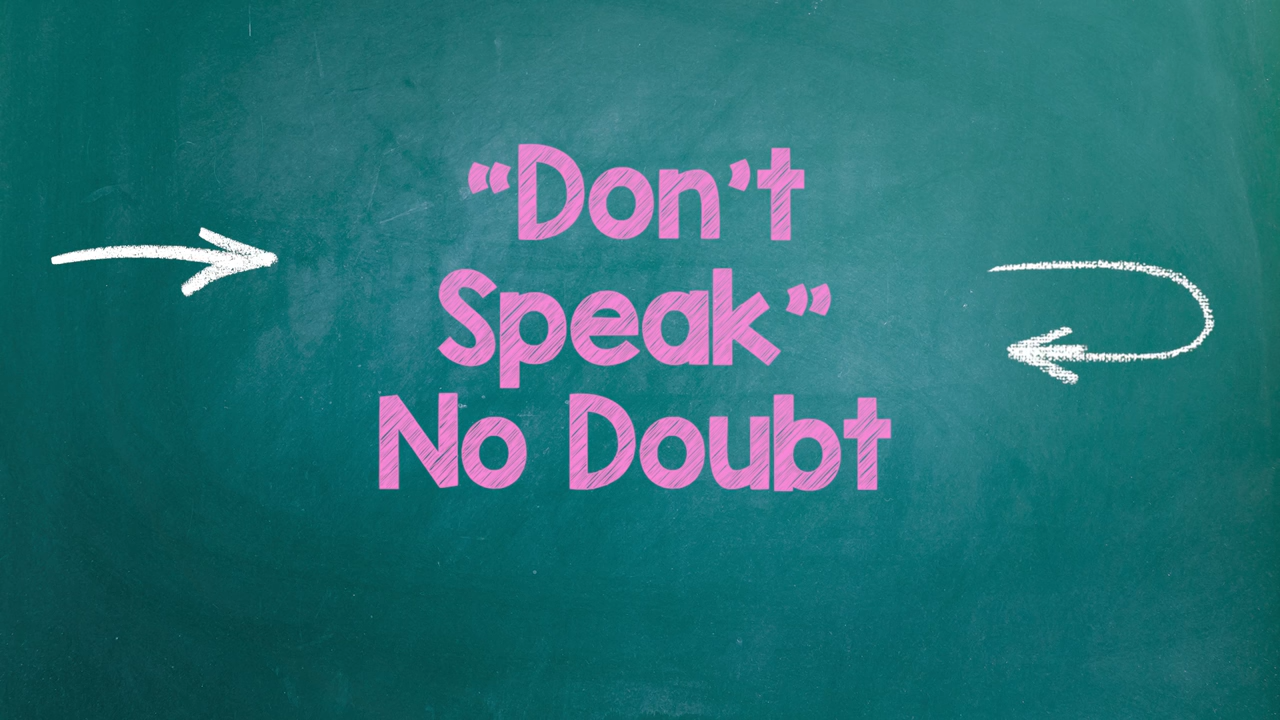 “Don’t
Speak”
No Doubt